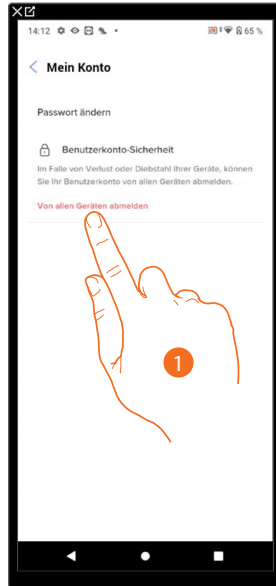 14:12
65 %
Mein Konto
Passwort ändern
Benutzerkonto-Sicherheit
Im Falle von Verlust oder Diebstahl Ihrer Geräte, können
Sie Ihr Benutzerkonto von allen Geräten abmelden.
Von allen Geräten abmelden
1